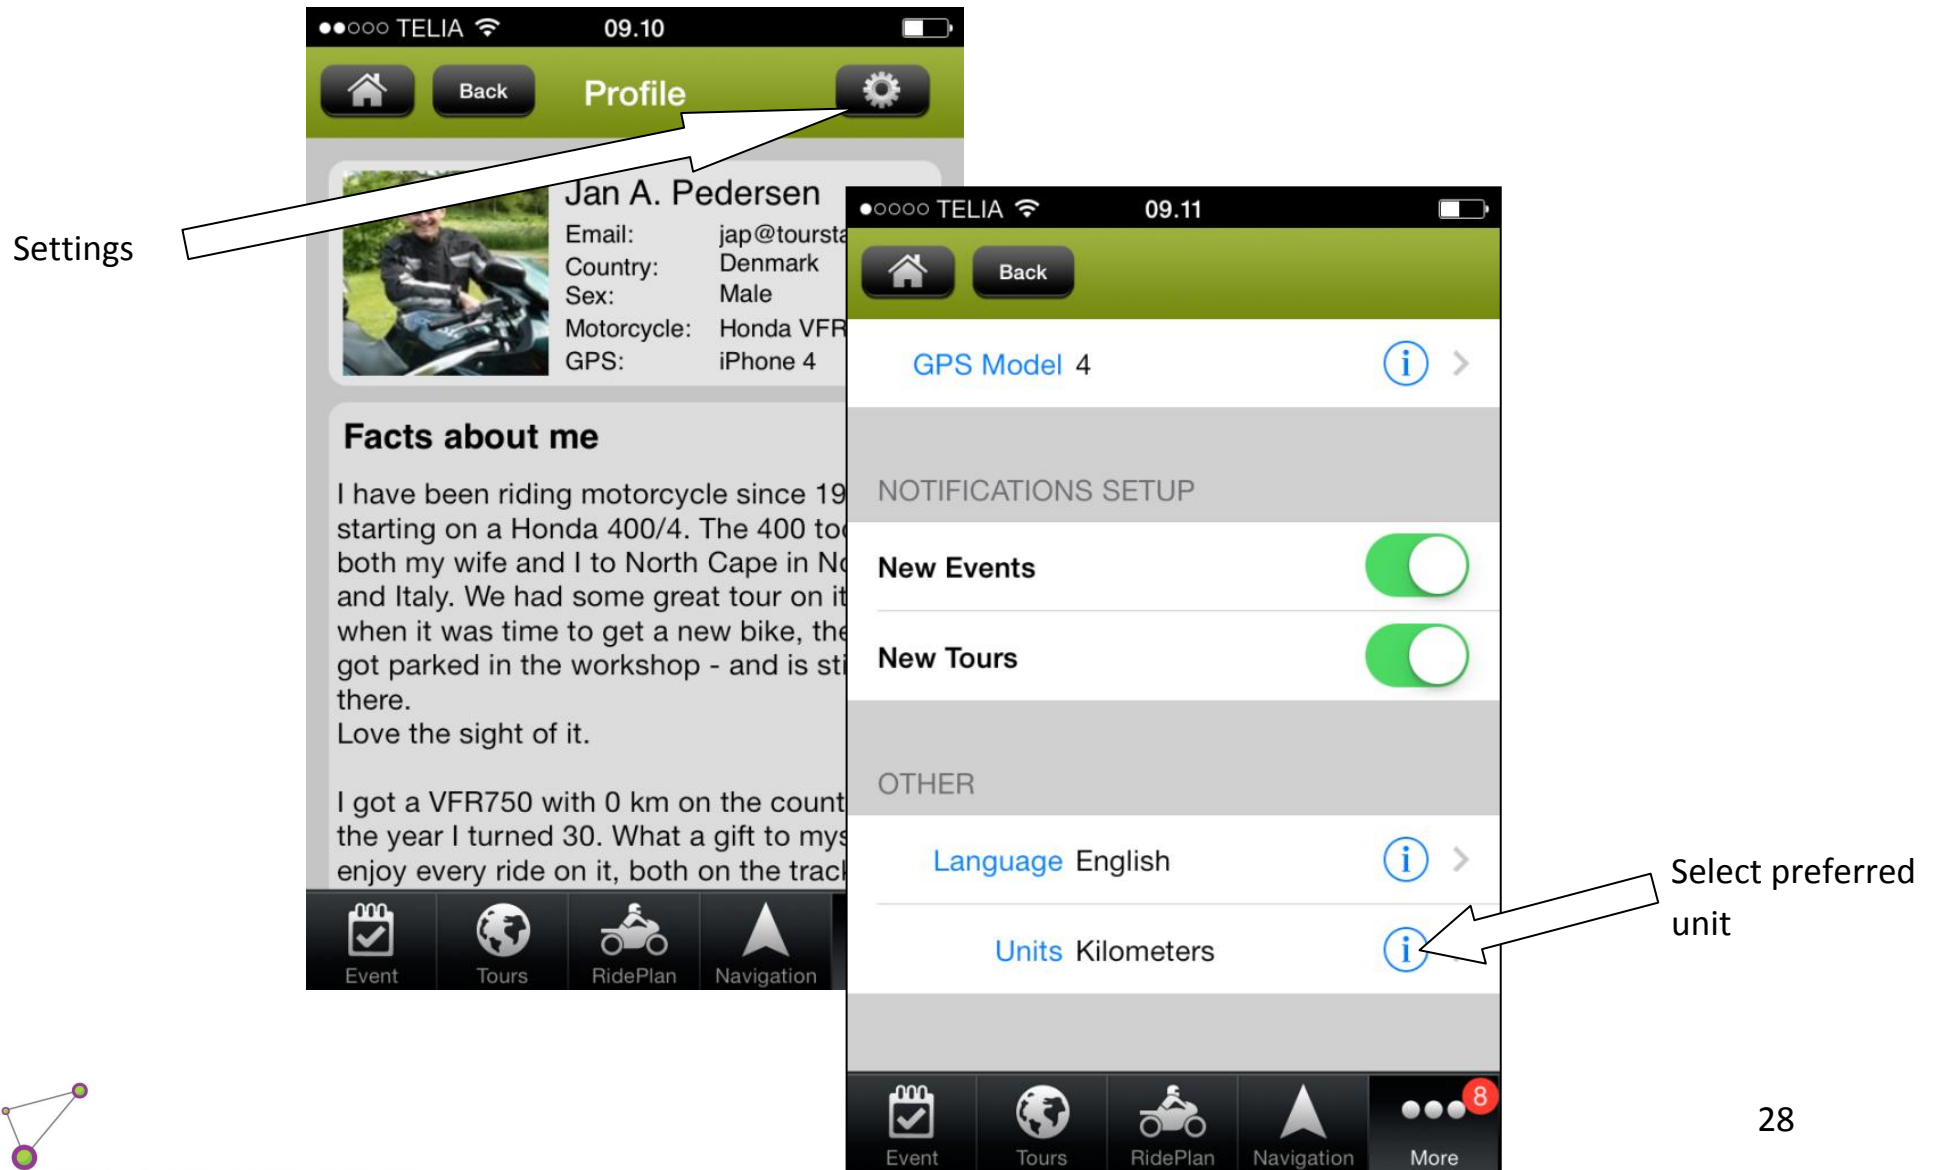 TELIA 09.10
Back Profile
Settings
Jan A. Pedersen
Email: jap@toursta
Country: Denmark
Sex: Male
Motorcycle: Honda VFR
GPS: iPhone 4
Facts about me
I have been riding motorcycle since 19
starting on a Honda 400/4. The 400 too
both my wife and I to North Cape in No
and Italy. We had some great tour on it
when it was time to get a new bike, the
got parked in the workshop - and is sti
there.
Love the sight of it.
I got a VFR750 with 0 km on the count
the year I turned 30. What a gift to mys
enjoy every ride on it, both on the track
Event Tours RidePlan Navigation
TELIA 09.11
Back
GPS Model 4
NOTIFICATIONS SETUP
New Events
New Tours
OTHER
Language English
Units Kilometers
Select preferred
unit
8
Event Tours RidePlan Navigation More
28